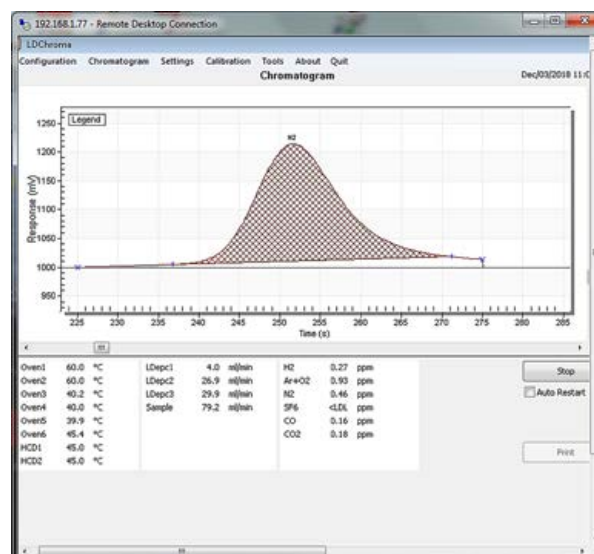 192.168.1.77 - Remote Desktop Connection
LDChroma
Configuration Chromatogram Settings Calibration Tools About Quit
Chromatogram Dec/03/2018 11:0
Legend
N2
Response (mV)
1250
1200
1150
1100
1050
1000
950
225 230 235 240 245 250 255 260 265 270 275 280 285
Time (s)
Oven1 60.0 °C LDepc1 4.0 ml/min H2 0.27 ppm Stop
Oven2 60.0 °C LDepc2 26.9 ml/min Ar+O2 0.93 ppm
Oven3 40.2 °C LDepc3 29.9 ml/min N2 0.46 ppm Auto Restart
Oven4 40.0 °C Sample 79.2 ml/min SF6 <LDL ppm
Oven5 39.9 °C CO 0.16 ppm
Oven6 45.4 °C CO2 0.18 ppm
HCD1 45.0 °C Print
HCD2 45.0 °C